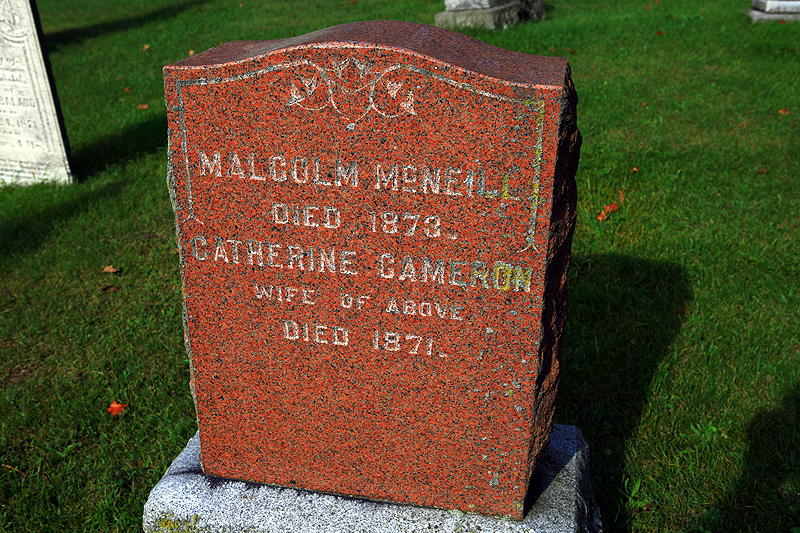 MALCOLM McNEILL
DIED 1873.
CATHERINE CAMERON
WIFE OF ABOVE
DIED 1871.